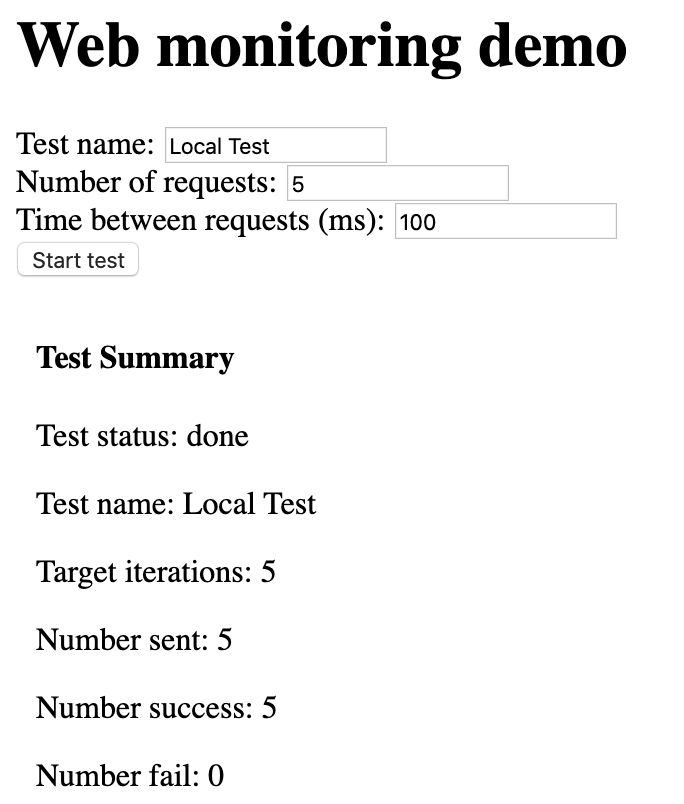 Web monitoring demo
Test name: Local Test
Number of requests: 5
Time between requests (ms): 100
Start test
Test Summary
Test status: done
Test name: Local Test
Target iterations: 5
Number sent: 5
Number success: 5
Number fail: 0